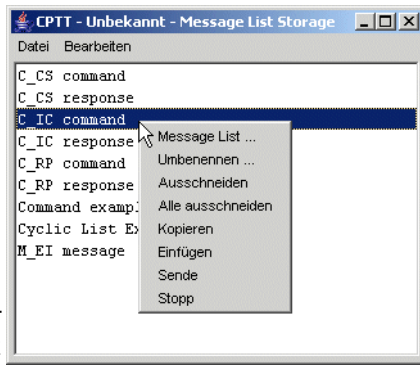 CPTT - Unbekannt - Message List Storage
Datei Bearbeiten
C_CS command
C_CS response
C_IC command
C_IC response
C_RP command
C_RP response
Command exampl
Cyclic List Ex
M_EI message
Message List ...
Umbenennen ...
Ausschneiden
Alle ausschneiden
Kopieren
Einfügen
Sende
Stopp